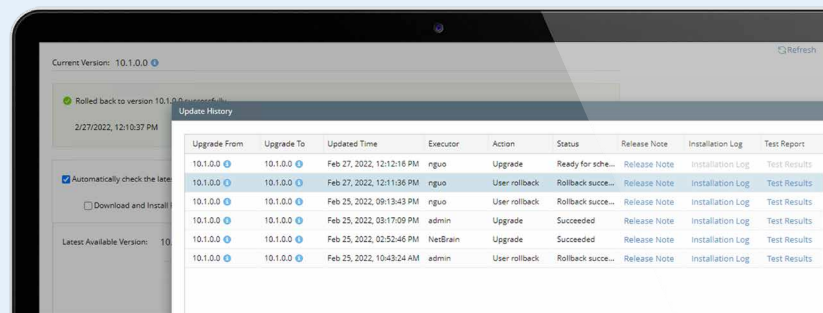 Refresh
Current Version: 10.1.0.0
Rolled back to version 10.1.0.0 successfully
2/27/2022, 12:10:37 PM
Automatically check the late
Download and Install
Latest Available Version: 10.
Update History
Upgrade From Upgrade To Updated Time Executor Action Status Release Note Installation Log Test Report
10.1.0.0 10.1.0.0 Feb 27, 2022, 12:12:16 PM nguo Upgrade Ready for sche... Release Note Installation Log Test Results
10.1.0.0 10.1.0.0 Feb 27, 2022, 12:11:36 PM nguo User rollback Rollback succe... Release Note Installation Log Test Results
10.1.0.0 10.1.0.0 Feb 25, 2022, 09:13:43 PM nguo User rollback Rollback succe... Release Note Installation Log Test Results
10.1.0.0 10.1.0.0 Feb 25, 2022, 03:17:09 PM admin Upgrade Succeeded Release Note Installation Log Test Results
10.1.0.0 10.1.0.0 Feb 25, 2022, 02:52:46 PM NetBrain Upgrade Succeeded Release Note Installation Log Test Results
10.1.0.0 10.1.0.0 Feb 25, 2022, 10:43:24 AM admin User rollback Rollback succe... Release Note Installation Log Test Results